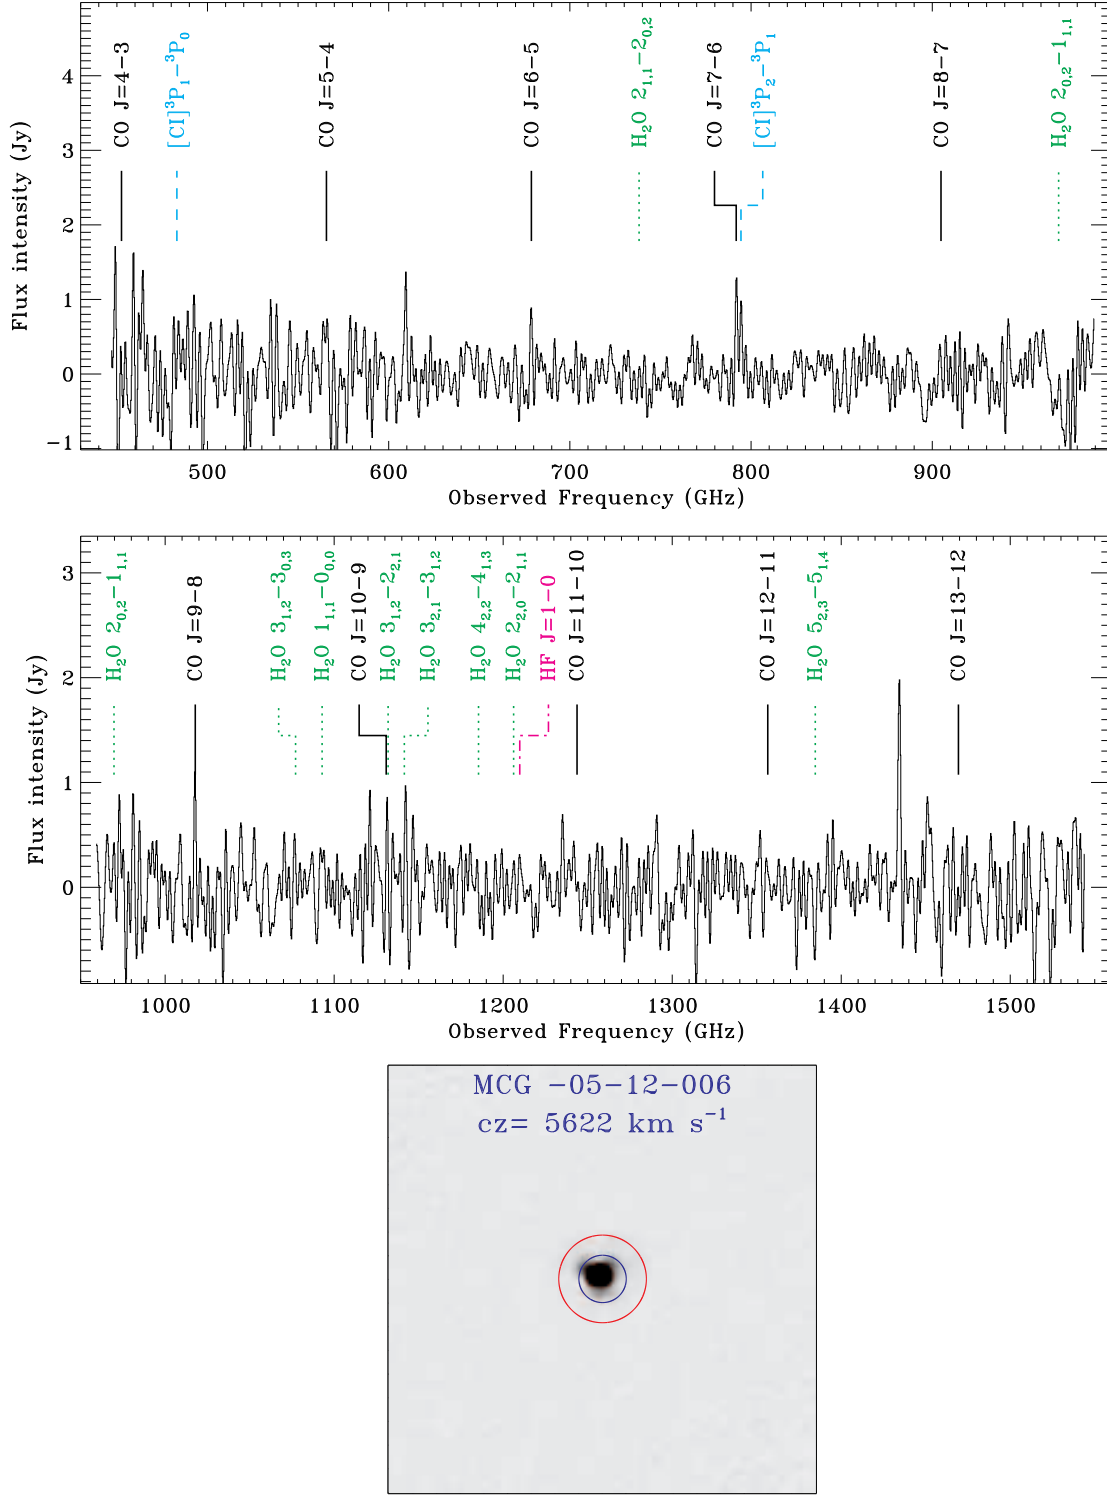 CO J=4−3
[CI]³P₁−³P₀
CO J=5−4
CO J=6−5
H₂O 2₁,₁−2₀,₂
CO J=7−6
[CI]³P₂−³P₁
CO J=8−7
H₂O 2₀,₂−1₁,₁
Flux intensity (Jy)
4
3
2
1
0
−1
500
600
700
800
900
Observed Frequency (GHz)
H₂O 2₀,₂−1₁,₁
CO J=9−8
H₂O 3₁,₂−3₀,₃
H₂O 1₁,₁−0₀,₀
CO J=10−9
H₂O 3₁,₂−2₂,₁
H₂O 3₂,₁−3₁,₂
H₂O 4₂,₂−4₁,₃
H₂O 2₂,₀−2₁,₁
HF J=1−0
CO J=11−10
CO J=12−11
H₂O 5₂,₃−5₁,₄
CO J=13−12
Flux intensity (Jy)
3
2
1
0
1000
1100
1200
1300
1400
1500
Observed Frequency (GHz)
MCG −05−12−006
cz= 5622 km s⁻¹